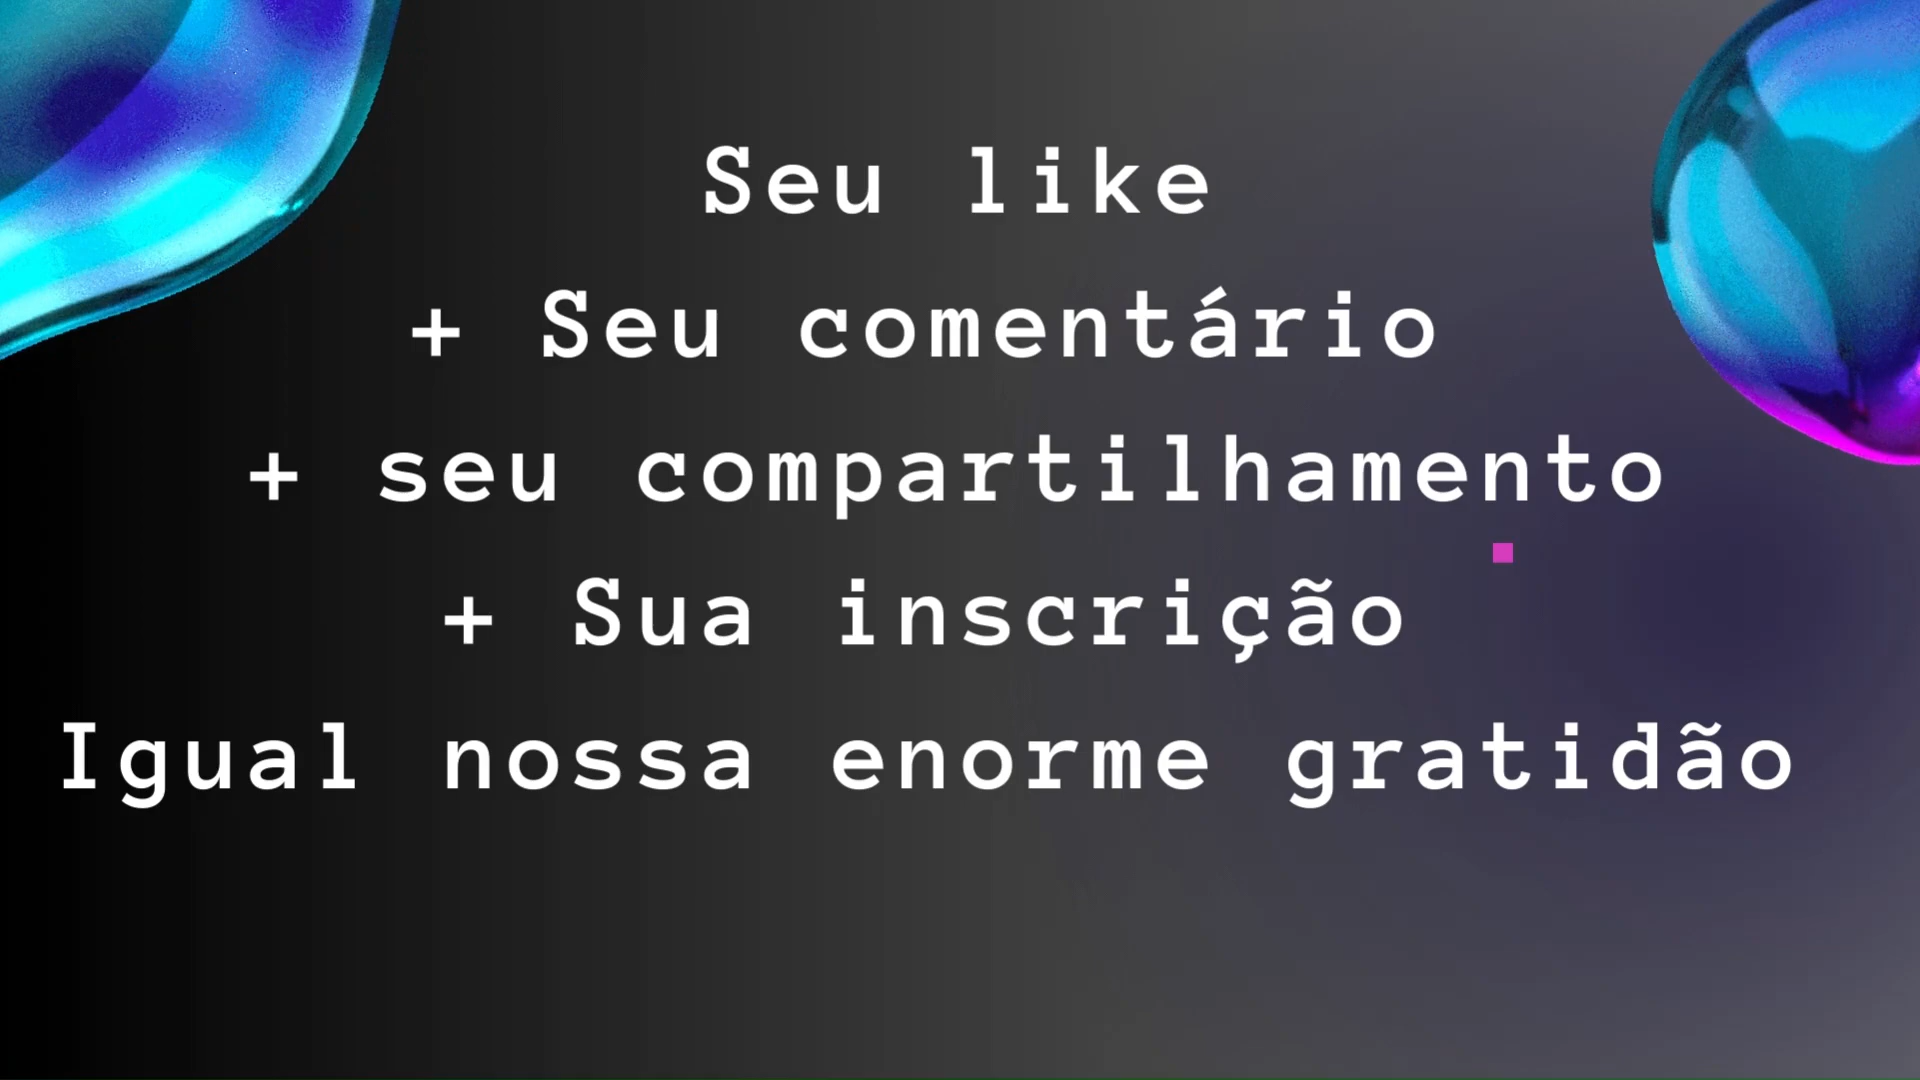 Seu like
+ Seu comentário
+ seu compartilhamento
+ Sua inscrição
Igual nossa enorme gratidão